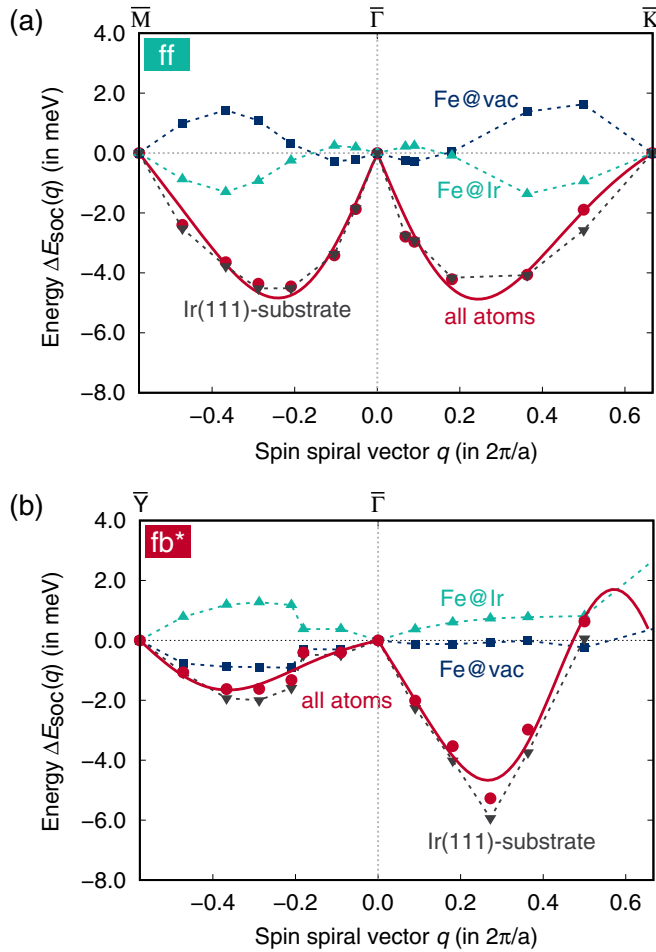 (a)
M Γ K
ff
4.0
2.0
0.0
−2.0
−4.0
−6.0
−8.0
Energy ΔE_SOC(q) (in meV)
Fe@vac
Fe@Ir
Ir(111)-substrate
all atoms
−0.4 −0.2 0.0 0.2 0.4 0.6
Spin spiral vector q (in 2π/a)
(b)
Y Γ
fb*
4.0
2.0
0.0
−2.0
−4.0
−6.0
−8.0
Energy ΔE_SOC(q) (in meV)
Fe@Ir
Fe@vac
all atoms
Ir(111)-substrate
−0.4 −0.2 0.0 0.2 0.4 0.6
Spin spiral vector q (in 2π/a)